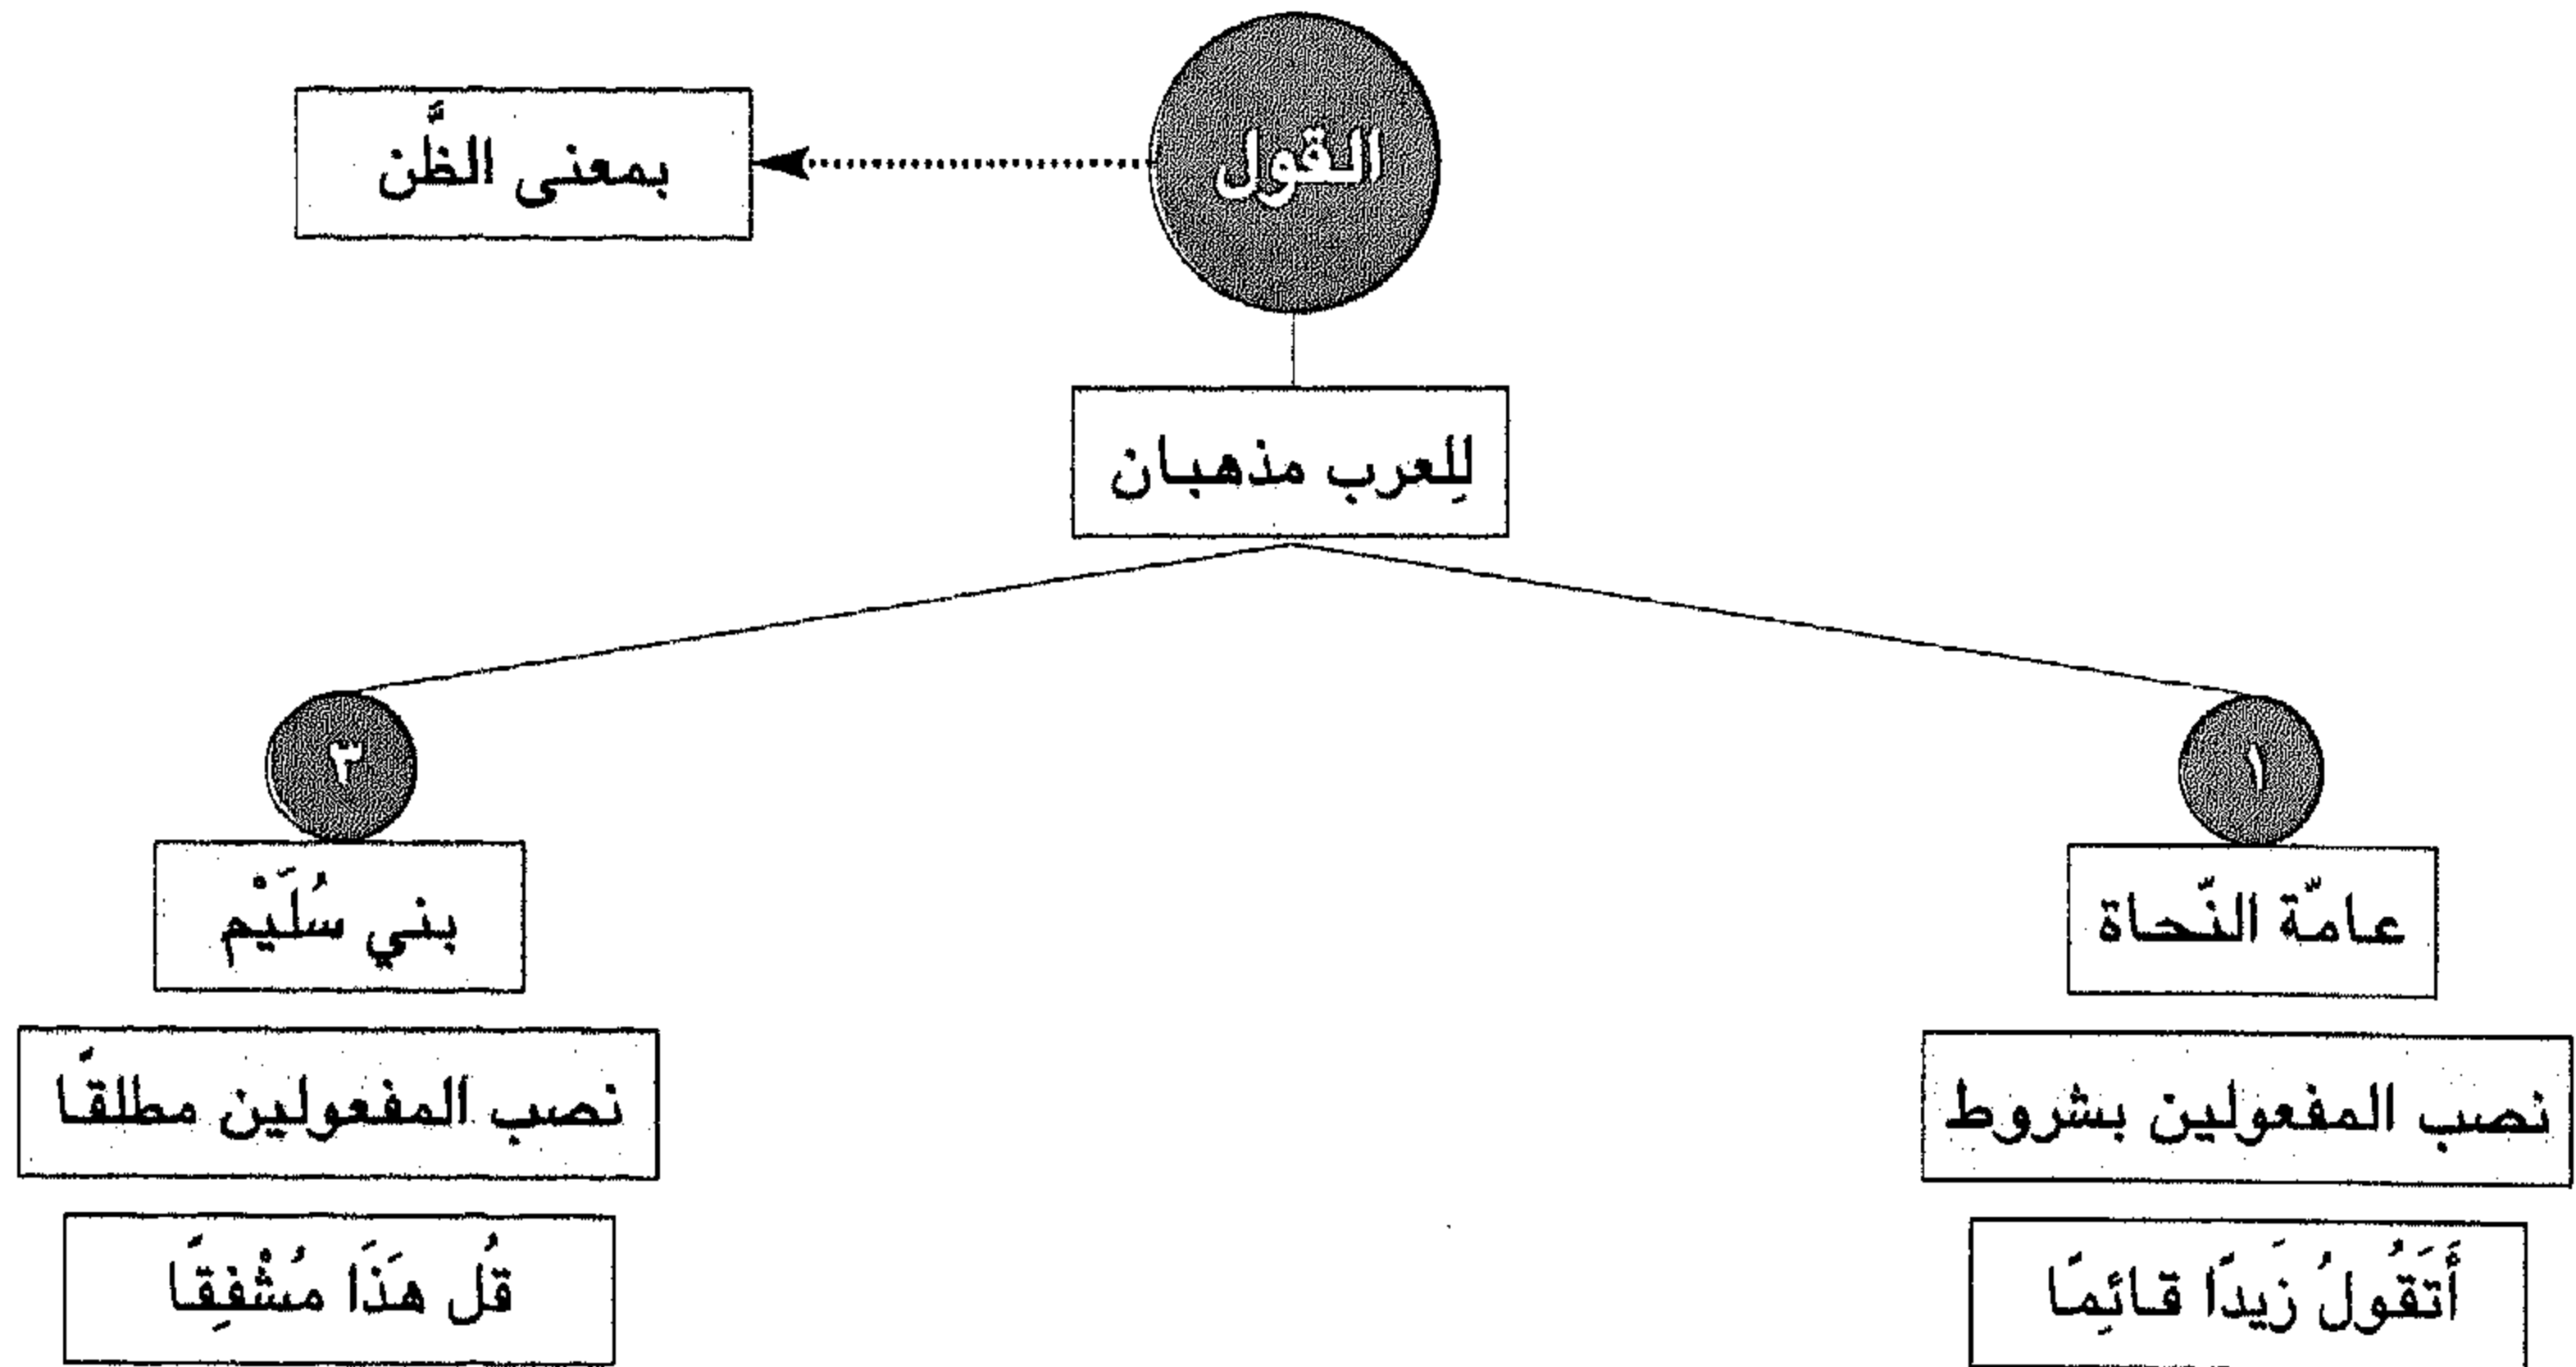 القول
بمعنى الظَّن
لِلعرب مذهبان
١
عامّة النّحاة
نصب المفعولين بشروط
أَتَقُولُ زَيدًا قائِمًا
٢
بني سُلَيْم
نصب المفعولين مطلقًا
قُل هَذَا مُشْفِقًا